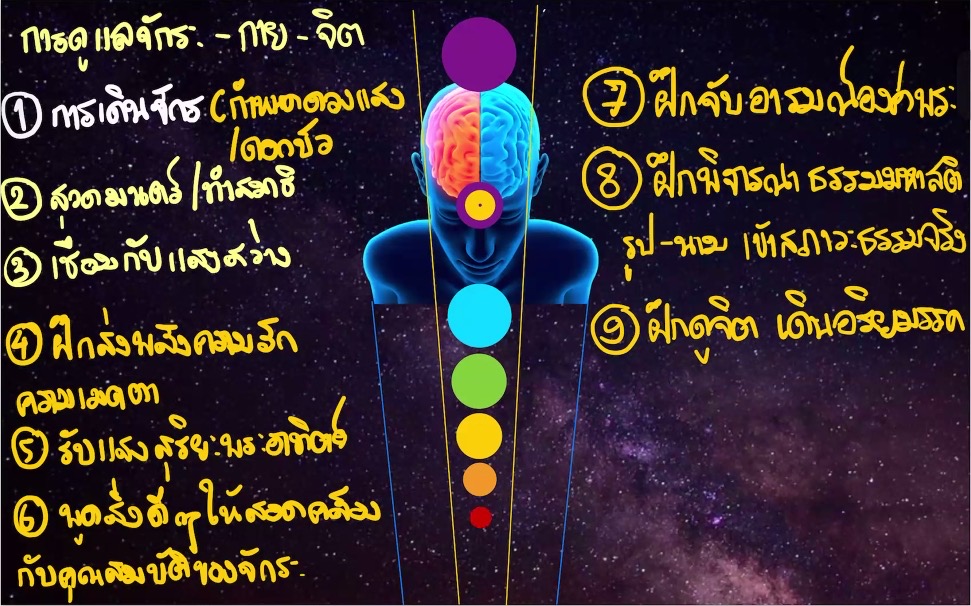 การดูแลจักระ - กาย - จิต
① การเดินจักร (กำหนดดวงแสง
/ดอกบัว
② สวดมนตร์ / ทำสมาธิ
③ เชื่อมกับแสงสว่าง
④ ฝึกส่งพลังความรัก
ความเมตตา
⑤ รับแสงสุริยะพระอาทิตย์
⑥ พูดสิ่งดีๆ ให้สอดคล้อง
กับคุณสมบัติของจักระ
⑦ ฝึกจับอารมณ์องค์พระ
⑧ ฝึกพิจารณา ธรรมมหาสติ
รูป-นาม เข้าสภาวะธรรมจริง
⑨ ฝึกดูจิต เดินอริยมรรค